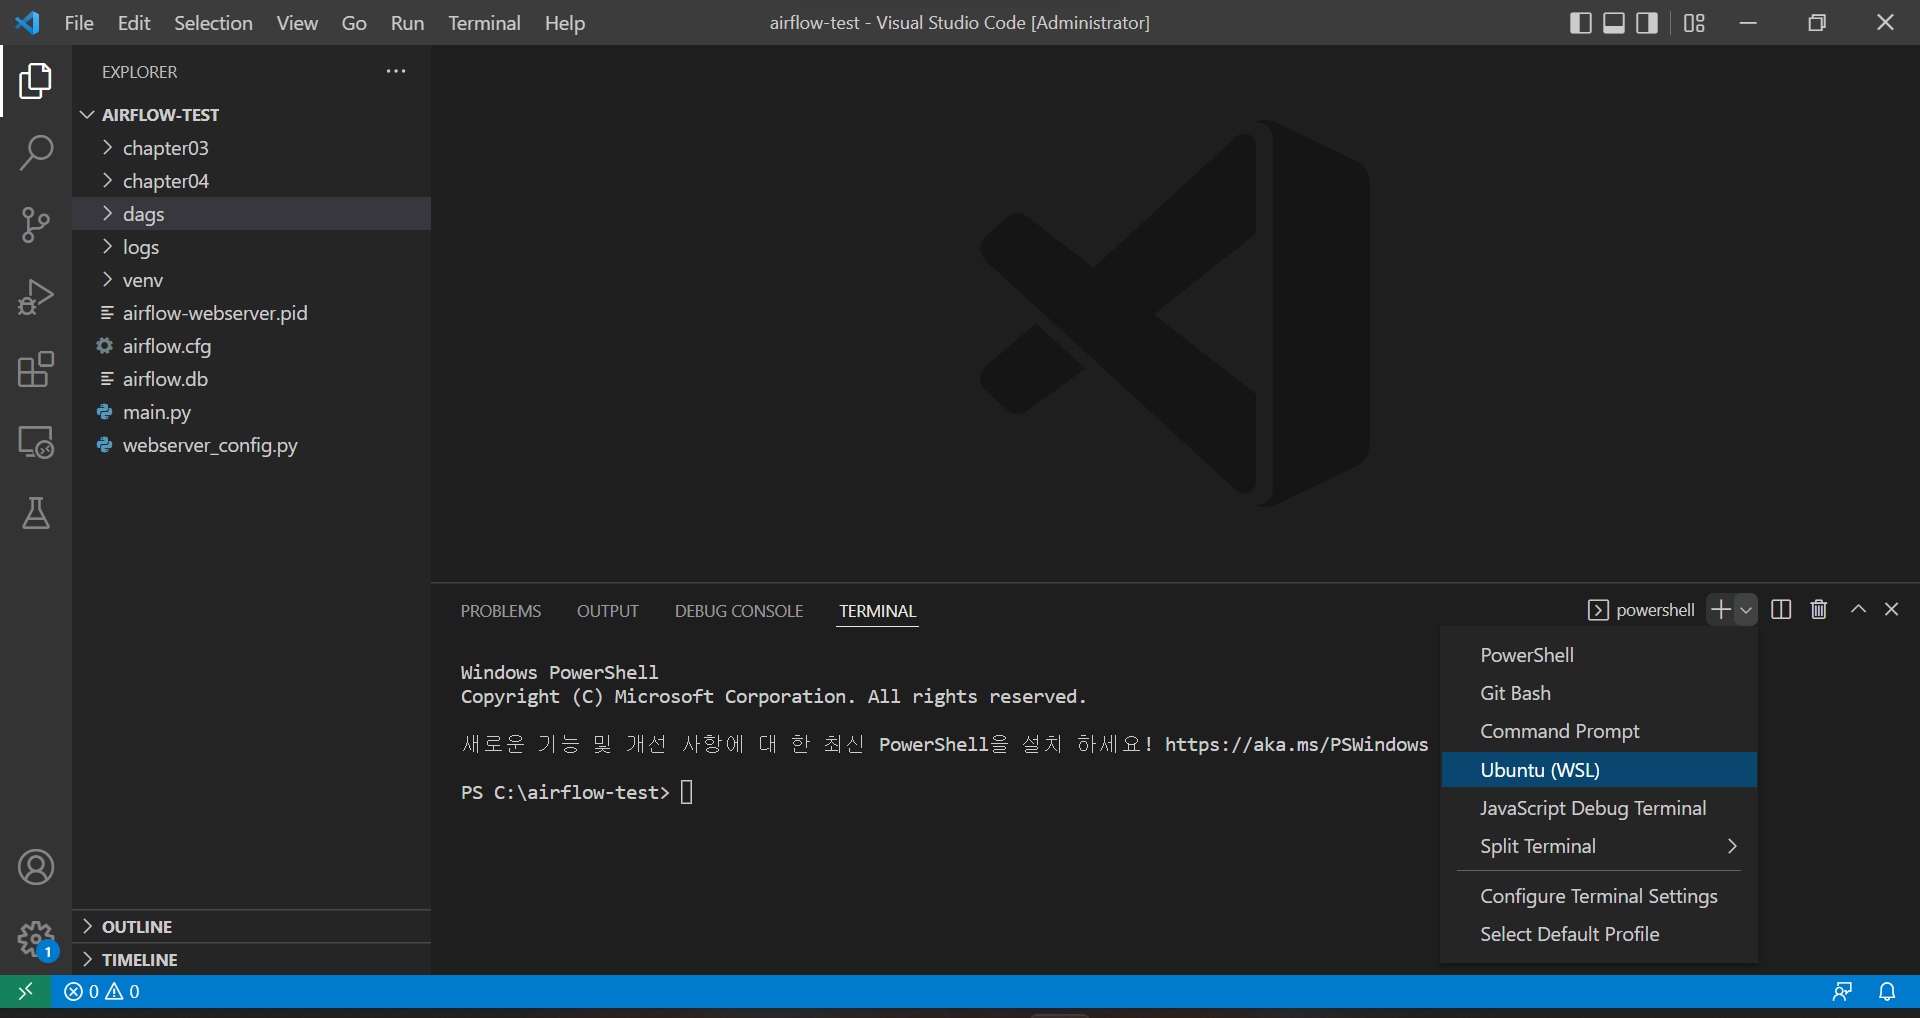 File Edit Selection View Go Run Terminal Help
airflow-test - Visual Studio Code [Administrator]
EXPLORER
AIRFLOW-TEST
chapter03
chapter04
dags
logs
venv
airflow-webserver.pid
airflow.cfg
airflow.db
main.py
webserver_config.py
OUTLINE
TIMELINE
PROBLEMS OUTPUT DEBUG CONSOLE TERMINAL
powershell
Windows PowerShell
Copyright (C) Microsoft Corporation. All rights reserved.
새로운 기능 및 개선 사항에 대 한 최신 PowerShell을 설치 하세요! https://aka.ms/PSWindows
PS C:\airflow-test>
PowerShell
Git Bash
Command Prompt
Ubuntu (WSL)
JavaScript Debug Terminal
Split Terminal
Configure Terminal Settings
Select Default Profile
1
0 0